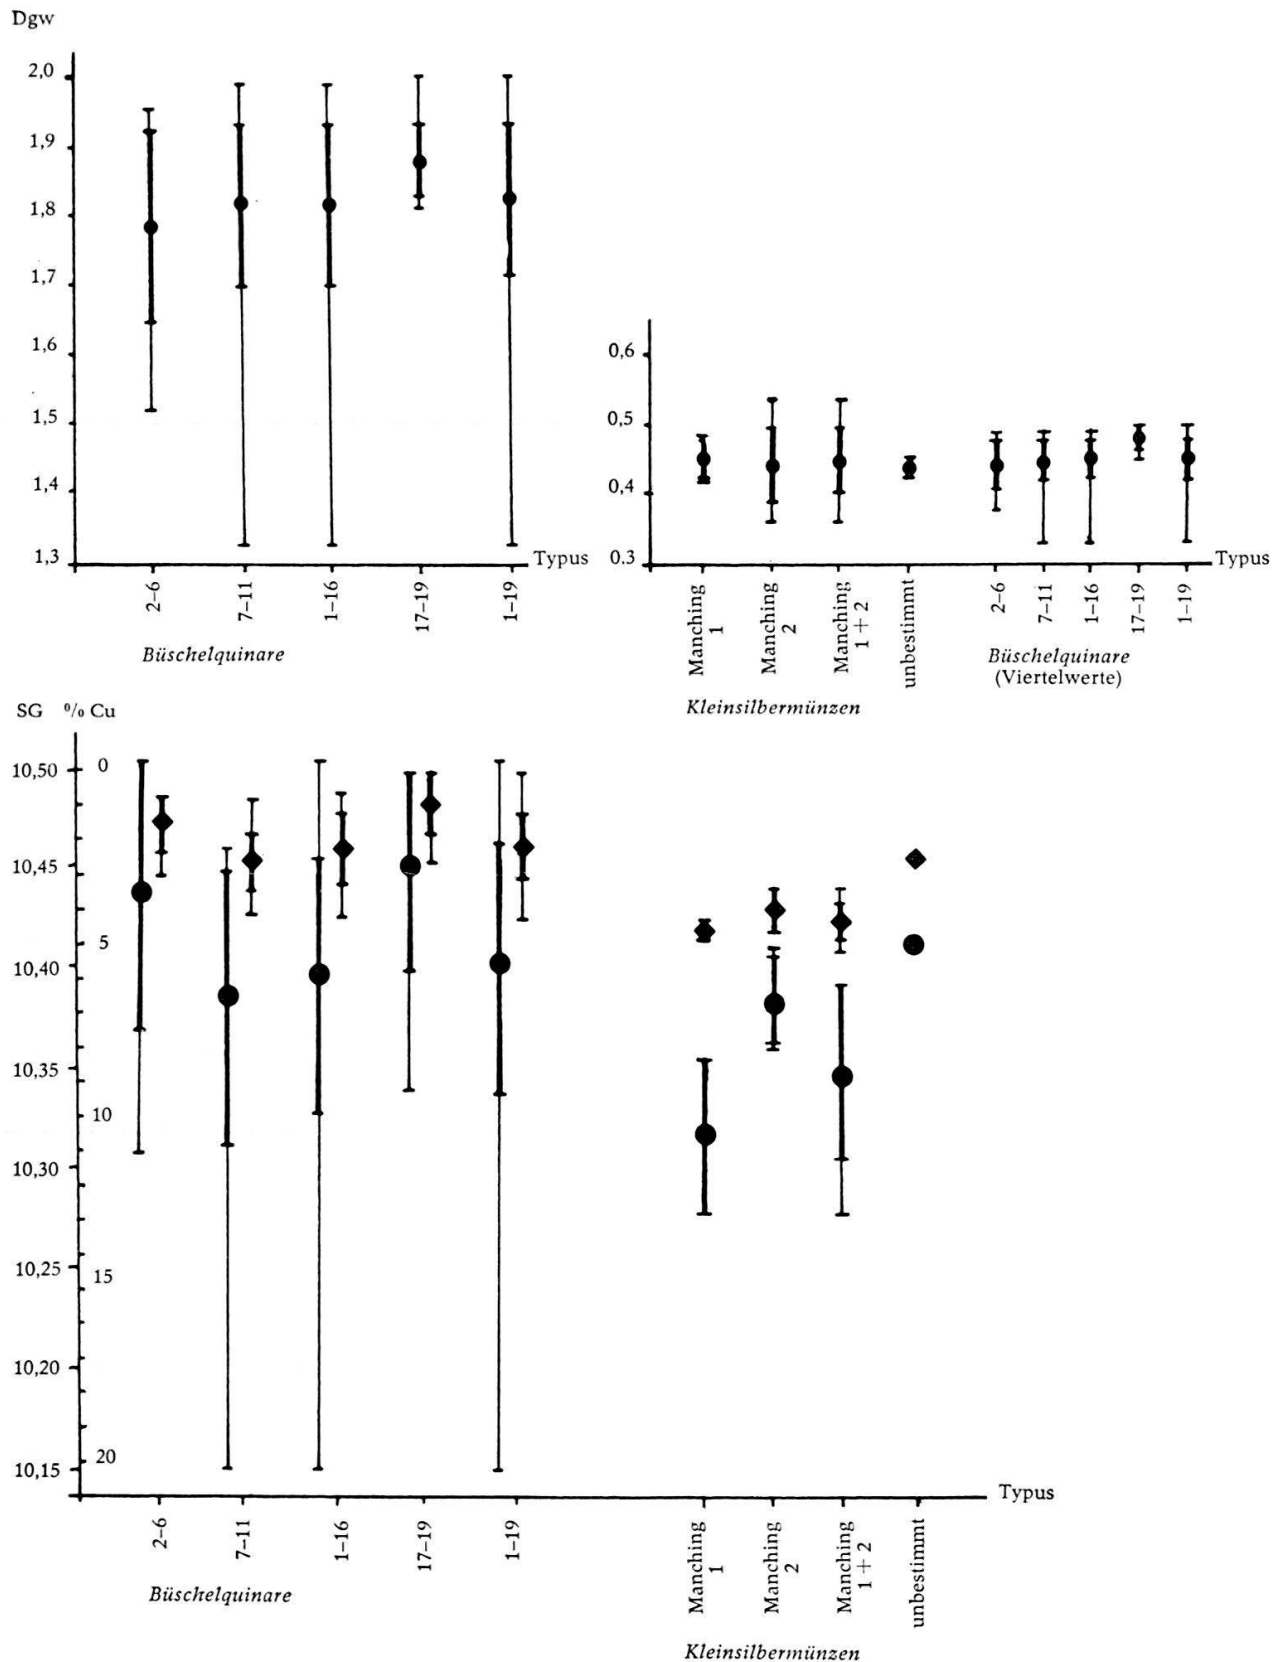 Dgw
2,0
1,9
1,8
1,7
1,6
1,5
1,4
1,3
Typus
2–6
7–11
1–16
17–19
1–19
Büschelquinare
0,6
0,5
0,4
0.3
Typus
Manching 1
Manching 2
Manching 1 + 2
unbestimmt
Kleinsilbermünzen
2–6
7–11
1–16
17–19
1–19
Büschelquinare
(Viertelwerte)
SG % Cu
10,50 0
10,45
5
10,40
10,35
10
10,30
10,25
15
10,20
20
10,15
Typus
2–6
7–11
1–16
17–19
1–19
Büschelquinare
Manching 1
Manching 2
Manching 1 + 2
unbestimmt
Kleinsilbermünzen